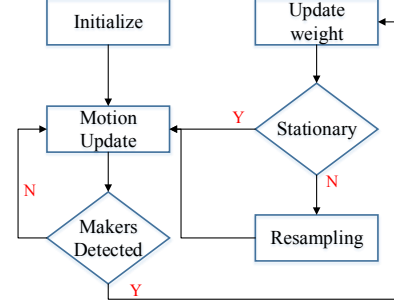 Initialize
Update
weight
Motion
Update
Y
Stationary
N
N
Makers
Detected
Resampling
Y